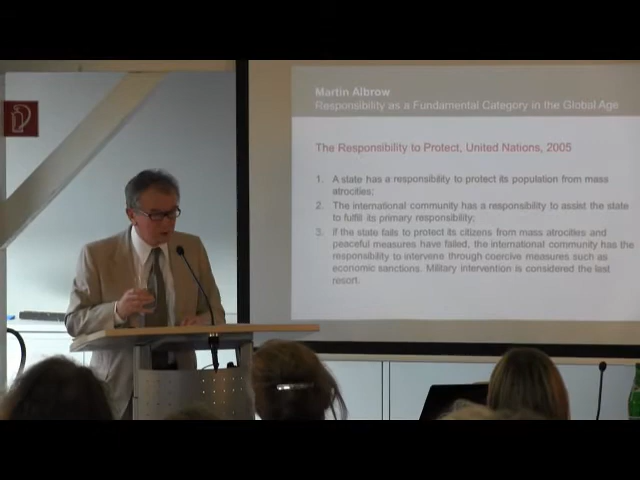 Martin Albrow
Responsibility as a Fundamental Category in the Global Age
The Responsibility to Protect, United Nations, 2005
1. A state has a responsibility to protect its population from mass
atrocities;
2. The international community has a responsibility to assist the state
to fulfill its primary responsibility;
3. If the state fails to protect its citizens from mass atrocities and
peaceful measures have failed, the international community has the
responsibility to intervene through coercive measures such as
economic sanctions. Military intervention is considered the last
resort.